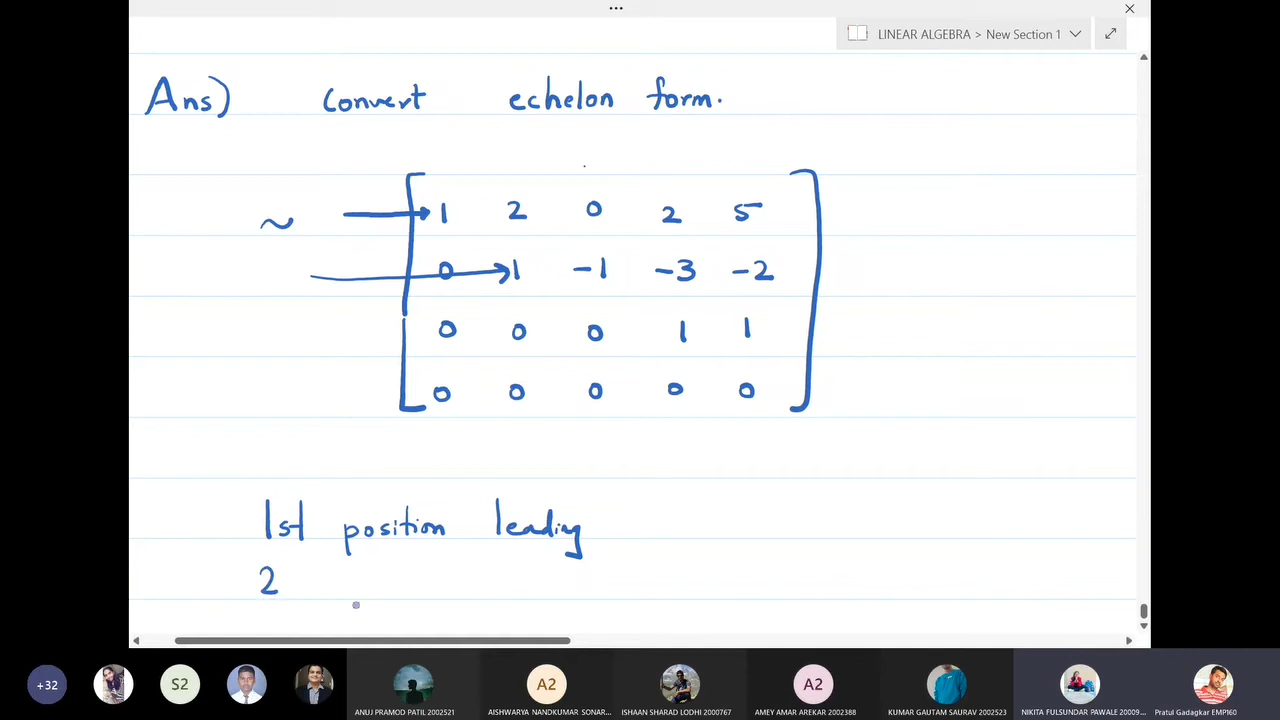 LINEAR ALGEBRA > New Section 1
Ans) convert echelon form.
~ 1 2 0 2 5
0 1 -1 -3 -2
0 0 0 1 1
0 0 0 0 0
1st position leading
2
+32
S2
A2
A2
ANUJ PRAMOD PATIL 2002521
AISHWARYA NANDKUMAR SONAR...
ISHAAN SHARAD LODHI 2000767
AMEY AMAR AREKAR 2002388
KUMAR GAUTAM SAURAV 2002523
NIKITA FULSUNDAR PAWALE 20009...
Pratul Gadagkar EMP160